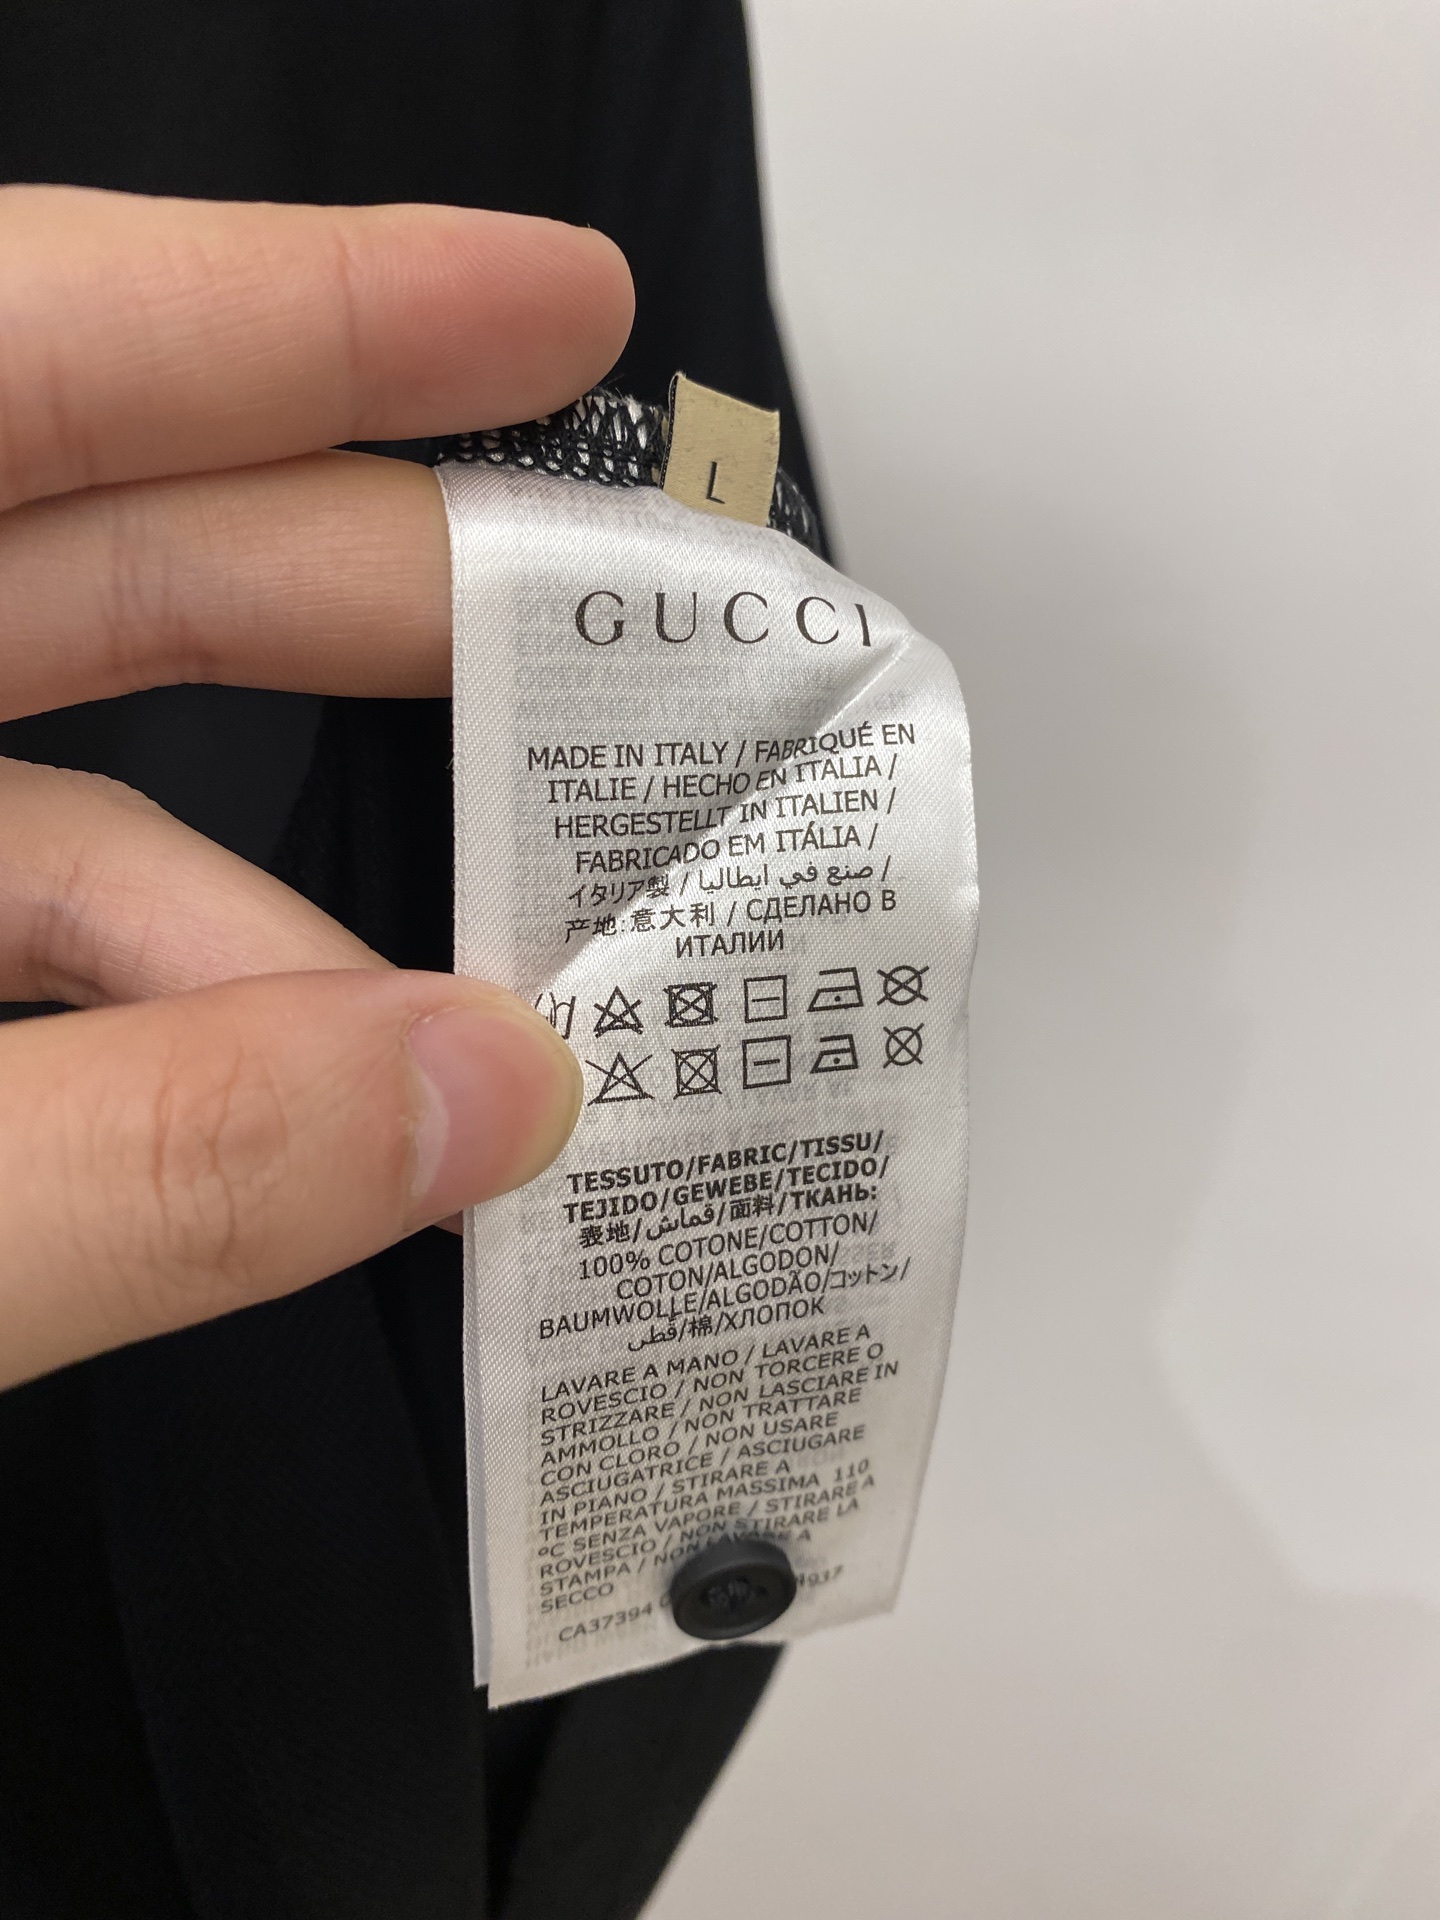 L
GUCCI
MADE IN ITALY / FABRIQUÉ EN
ITALIE / HECHO EN ITALIA /
HERGESTELLT IN ITALIEN /
FABRICADO EM ITÁLIA /
イタリア製 / صنع في ايطاليا /
产地:意大利 / СДЕЛАНО В
ИТАЛИИ
TESSUTO/FABRIC/TISSU/
TEJIDO/GEWEBE/TECIDO/
表地/قماش/面料/ТКАНЬ:
100% COTONE/COTTON/
COTON/ALGODON/
BAUMWOLLE/ALGODÃO/コットン/
قطن/棉/ХЛОПОК
LAVARE A MANO / LAVARE A
ROVESCIO / NON TORCERE O
STRIZZARE / NON LASCIARE IN
AMMOLLO / NON TRATTARE
CON CLORO / NON USARE
ASCIUGATRICE / ASCIUGARE
IN PIANO / STIRARE A
TEMPERATURA MASSIMA 110
ºC SENZA VAPORE / STIRARE A
ROVESCIO / NON STIRARE LA
STAMPA / NON LAVARE A
SECCO
CA37394